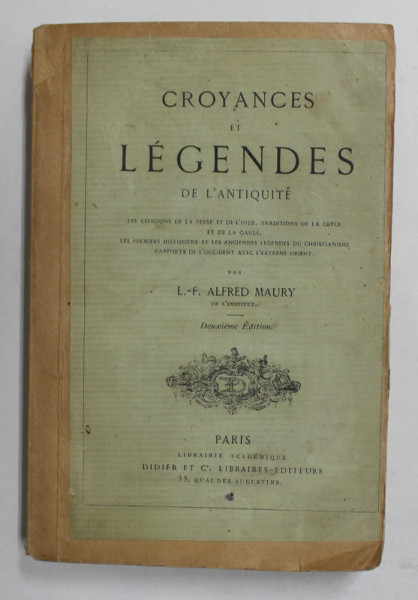 CROYANCES
ET
LÉGENDES
DE L'ANTIQUITÉ
LES RELIGIONS DE LA PERSE ET DE L'INDE, TRADITIONS DE LA GRÈCE
ET DE LA GAULE,
LES PREMIERS HISTORIENS ET LES ANCIENNES LÉGENDES DU CHRISTIANISME
RAPPORTS DE L'OCCIDENT AVEC L'EXTRÊME ORIENT.
PAR
L.-F. ALFRED MAURY
DE L'INSTITUT.
Deuxième Édition.
D
PARIS
LIBRAIRIE ACADÉMIQUE
DIDIER ET Cie, LIBRAIRES-ÉDITEURS
35, QUAI DES AUGUSTINS.